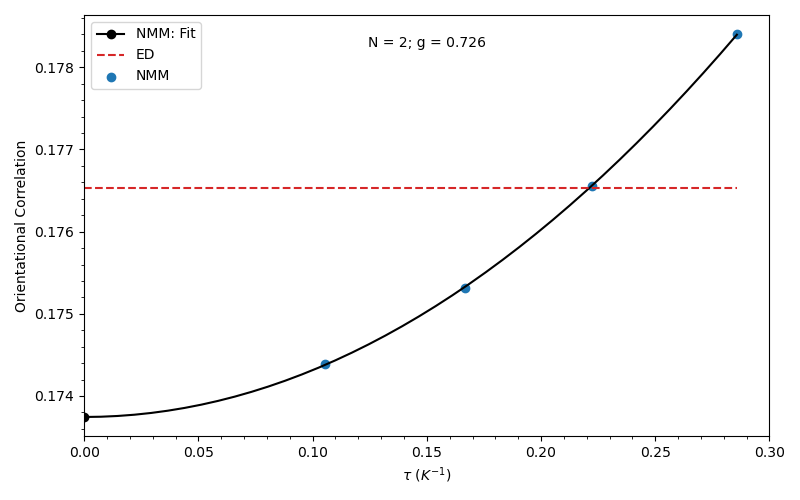 NMM: Fit
ED
NMM
N = 2; g = 0.726
Orientational Correlation
0.178
0.177
0.176
0.175
0.174
0.00 0.05 0.10 0.15 0.20 0.25 0.30
τ (K⁻¹)